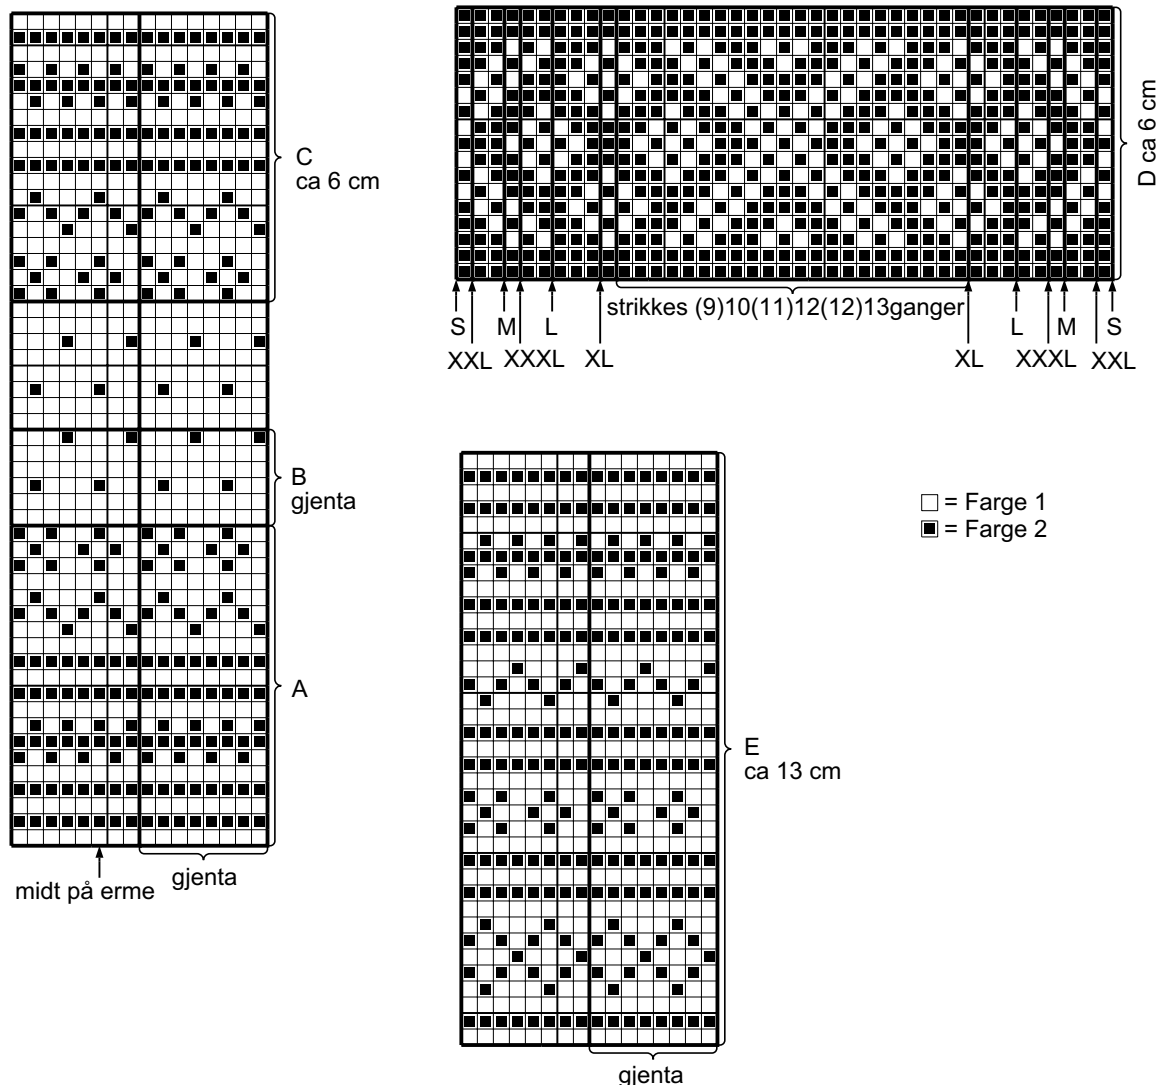 C
ca 6 cm
B
gjenta
A
midt på erme
gjenta
D ca 6 cm
strikkes (9)10(11)12(12)13ganger
S M L L M S
XXL XXXL XL XL XXXL XXL
E
ca 13 cm
gjenta
= Farge 1
= Farge 2